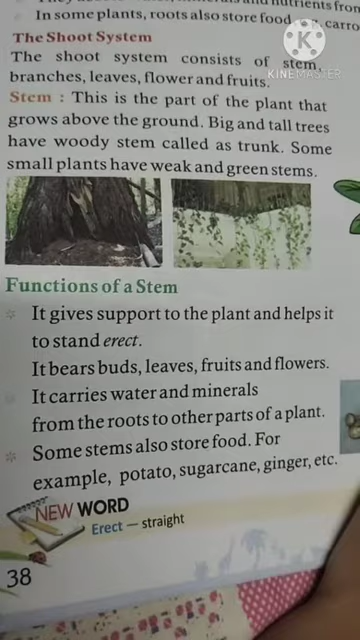 nutrients from
In some plants, roots also store food
carro
The Shoot System
The shoot system consists of stem,
branches, leaves, flower and fruits.
Stem : This is the part of the plant that
grows above the ground. Big and tall trees
have woody stem called as trunk. Some
small plants have weak and green stems.
Functions of a Stem
It gives support to the plant and helps it
to stand erect.
It bears buds, leaves, fruits and flowers.
It carries water and minerals
from the roots to other parts of a plant.
Some stems also store food. For
example, potato, sugarcane, ginger, etc.
NEW WORD
Erect — straight
38
K
KINEMASTER